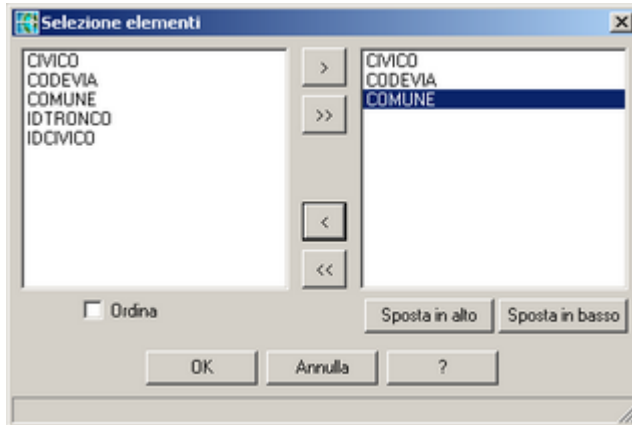 Selezione elementi
CIVICO
CODEVIA
COMUNE
IDTRONCO
IDCIVICO
>
>>
<
<<
CIVICO
CODEVIA
COMUNE
Ordina
Sposta in alto
Sposta in basso
OK
Annulla
?